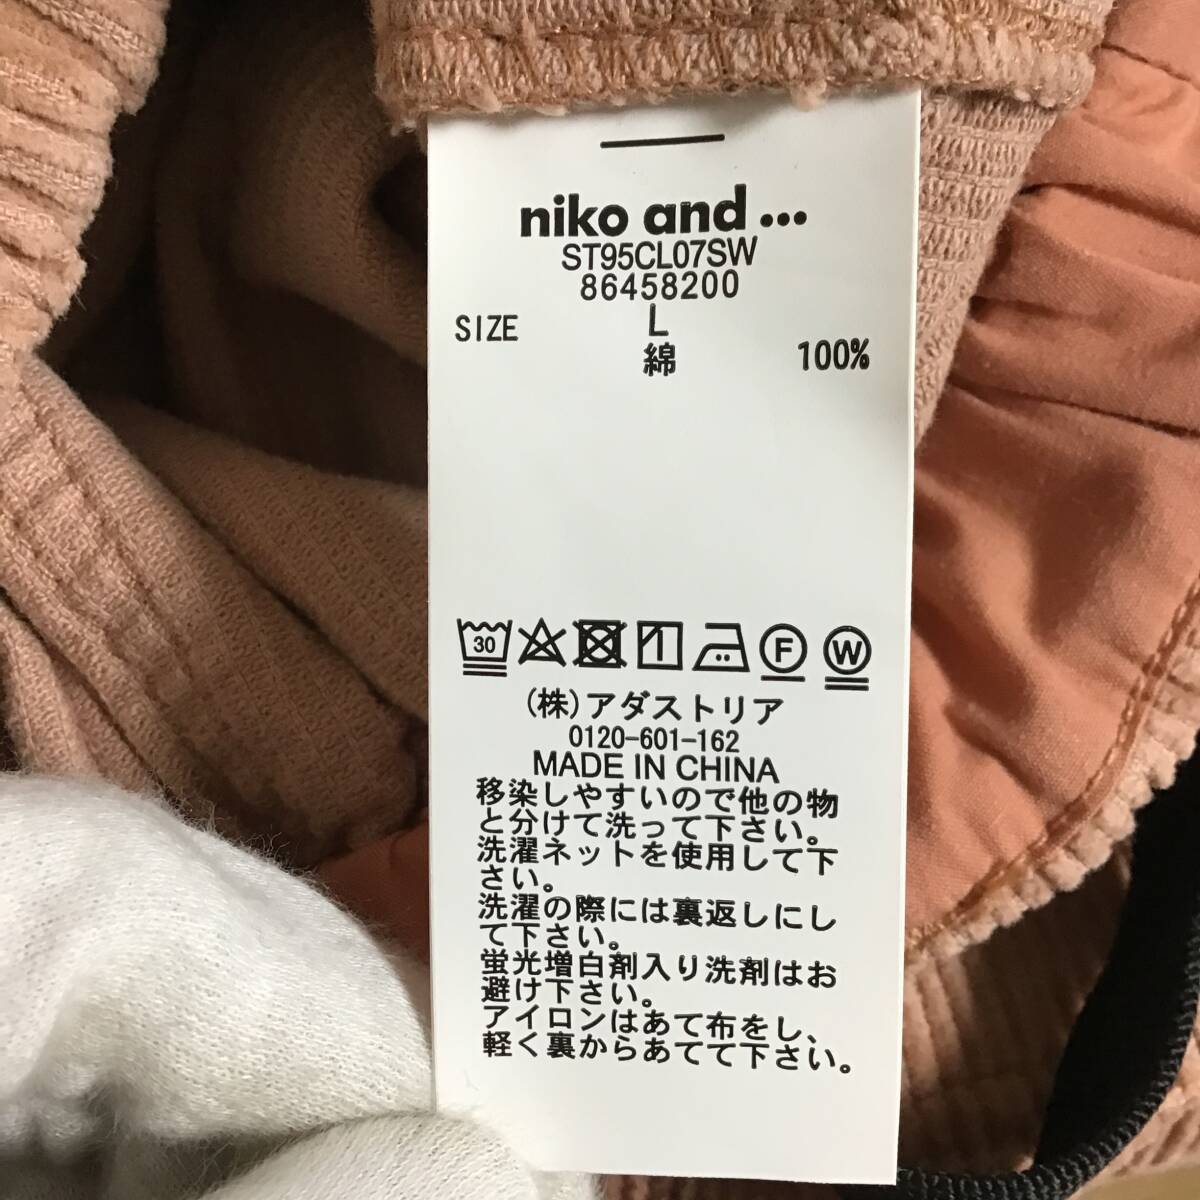 niko and ...
ST95CL07SW
86458200
SIZE L
綿 100%
30 F W
(株)アダストリア
0120-601-162
MADE IN CHINA
移染しやすいので他の物
と分けて洗って下さい。
洗濯ネットを使用して下
さい。
洗濯の際には裏返しにし
て下さい。
蛍光増白剤入り洗剤はお
避け下さい。
アイロンはあて布をし、
軽く裏からあてて下さい。